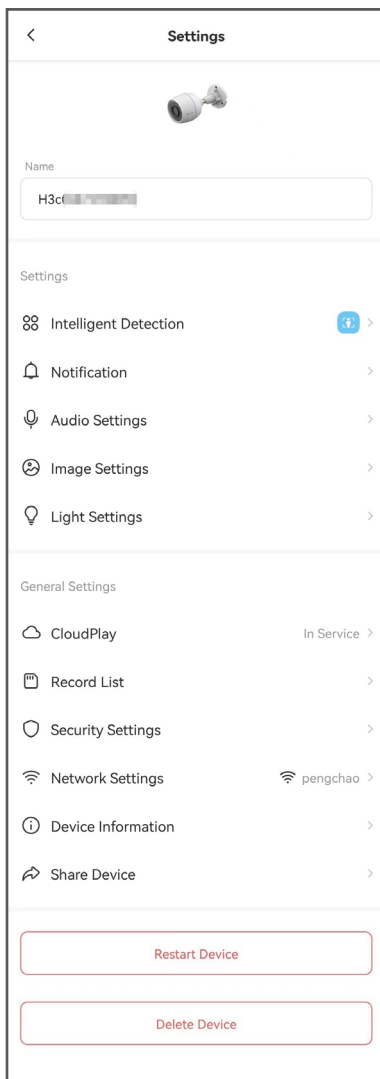 Settings
Name
Settings
Intelligent Detection
Notification
Audio Settings
Image Settings
Light Settings
General Settings
CloudPlay In Service
Record List
Security Settings
Network Settings pengchao
Device Information
Share Device
Restart Device
Delete Device